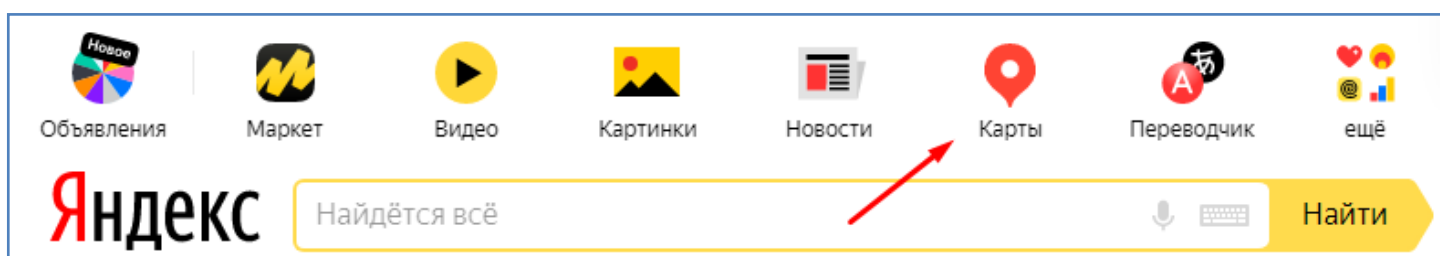 Новое
Объявления Маркет Видео Картинки Новости Карты Переводчик ещё
Яндекс Найдётся всё Найти